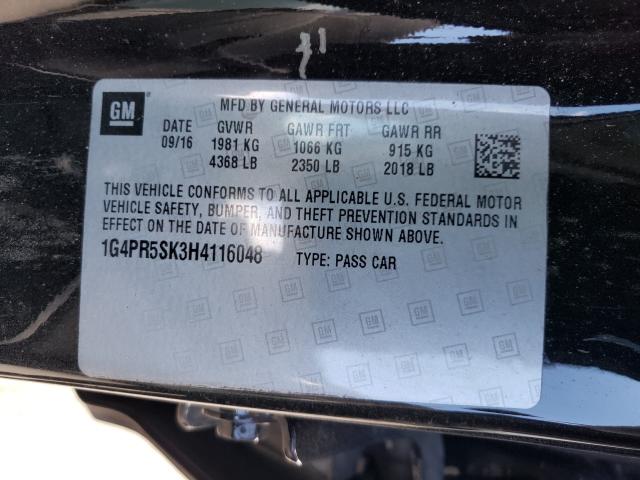 GM
MFD BY GENERAL MOTORS LLC
DATE GVWR GAWR FRT GAWR RR
09/16 1981 KG 1066 KG 915 KG
4368 LB 2350 LB 2018 LB
THIS VEHICLE CONFORMS TO ALL APPLICABLE U.S. FEDERAL MOTOR
VEHICLE SAFETY, BUMPER, AND THEFT PREVENTION STANDARDS IN
EFFECT ON THE DATE OF MANUFACTURE SHOWN ABOVE.
1G4PR5SK3H4116048 TYPE: PASS CAR